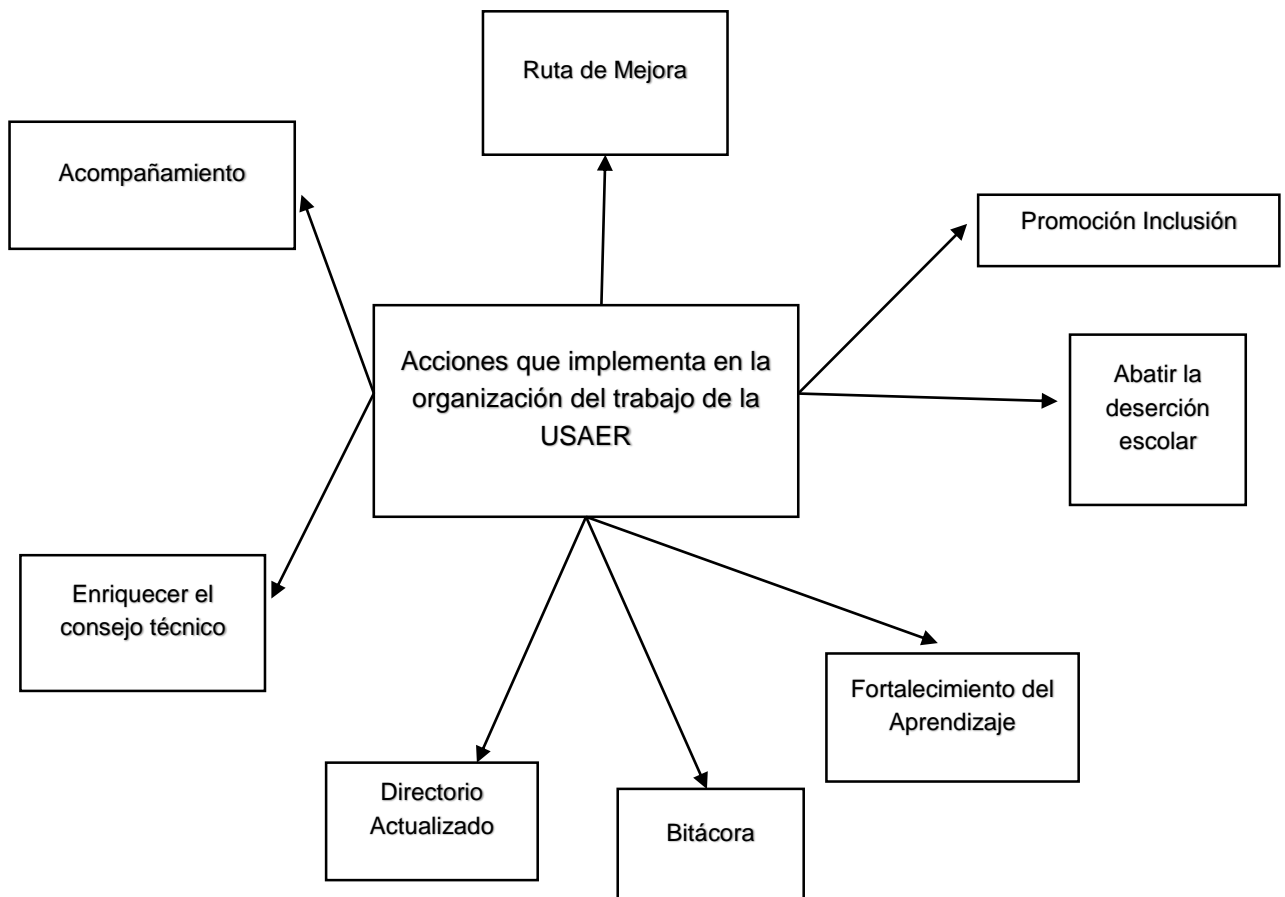 Ruta de Mejora
Acompañamiento
Promoción Inclusión
Acciones que implementa en la
organización del trabajo de la
USAER
Abatir la
deserción
escolar
Enriquecer el
consejo técnico
Fortalecimiento del
Aprendizaje
Directorio
Actualizado
Bitácora